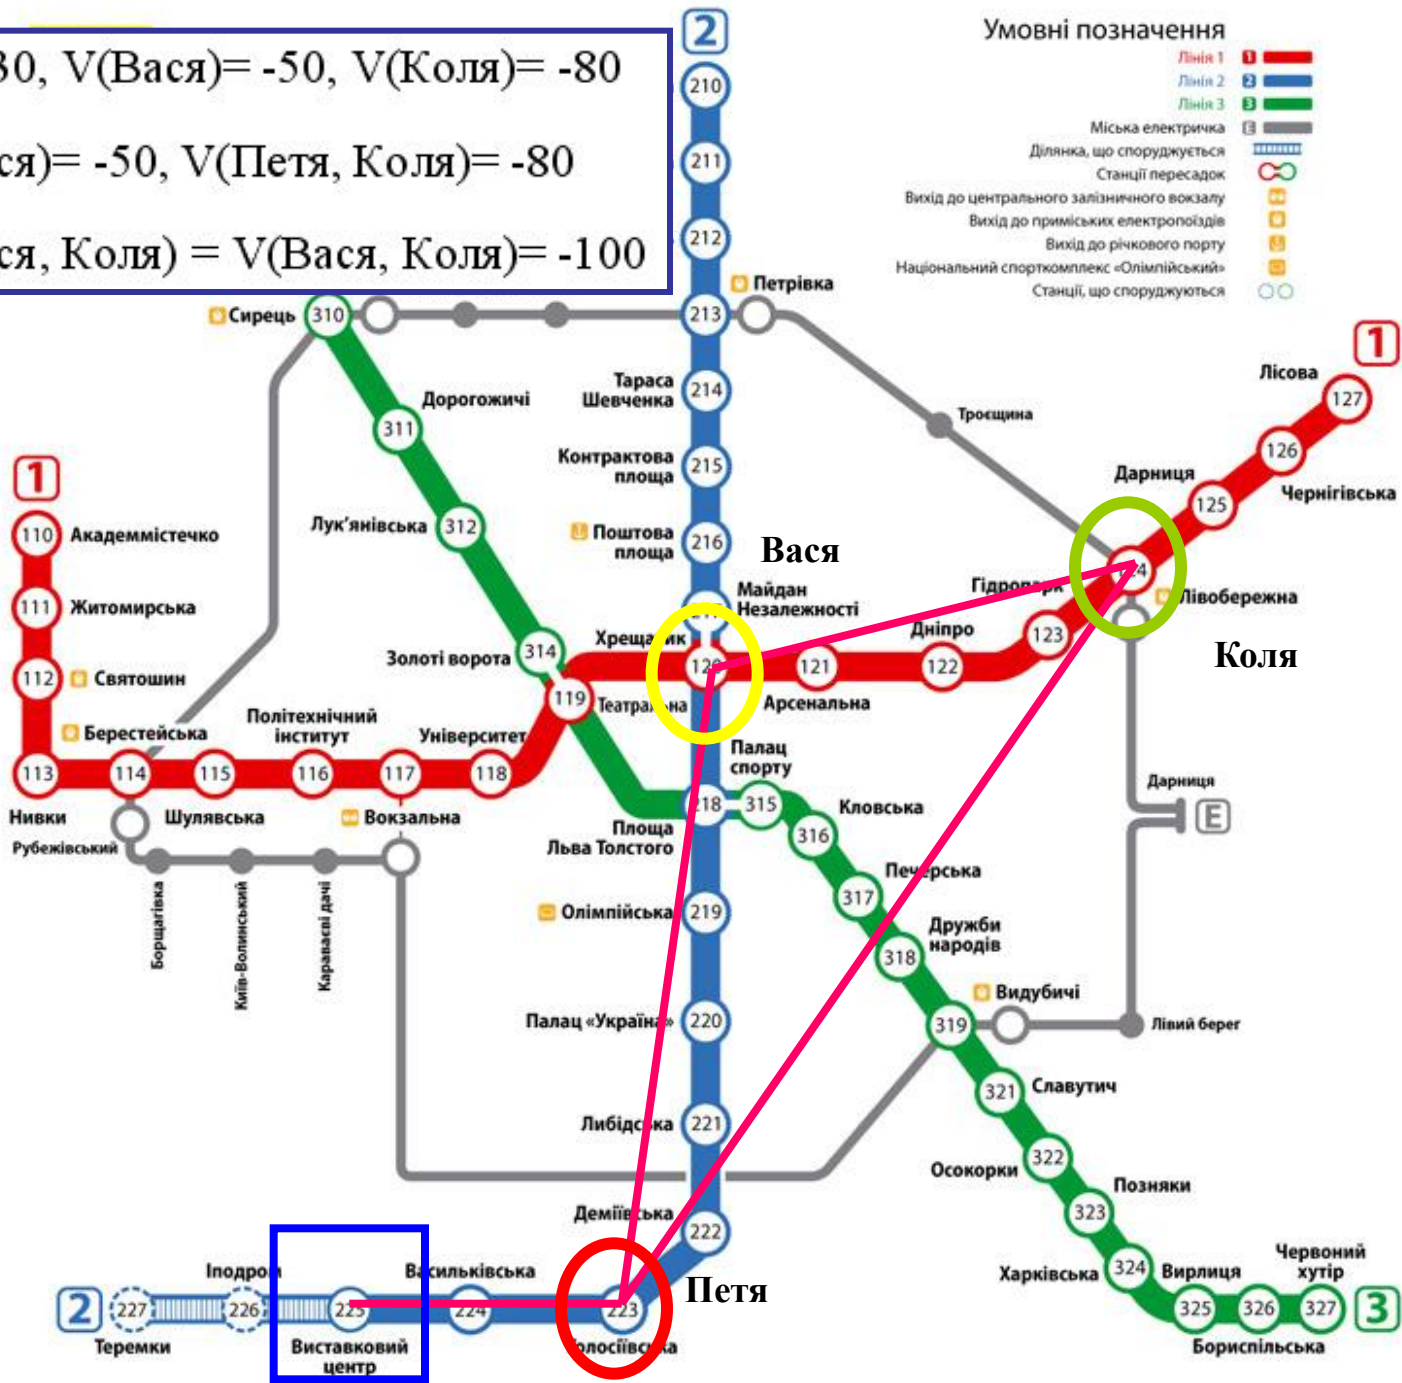 30, V(Вася)= -50, V(Коля)= -80
ся)= -50, V(Петя, Коля)= -80
ся, Коля) = V(Вася, Коля)= -100
2
Умовні позначення
Лінія 1 1
Лінія 2 2
Лінія 3 3
Міська електричка E
Ділянка, що споруджується
Станції пересадок
Вихід до центрального залізничного вокзалу
Вихід до приміських електропоїздів
Вихід до річкового порту
Національний спорткомплекс «Олімпійський»
Станції, що споруджуються
210
211
212
213
Петрівка
Сирець 310
214
Тараса
Шевченка
Дорогожичі
311
Троєщина
1
Лісова
127
126
Чернігівська
Дарниця
125
215
Контрактова
площа
1
110 Академмістечко
111 Житомирська
112 Святошин
113
Нивки
Лук’янівська 312
Поштова
площа
216
Вася
Майдан
Незалежності
Гідропарк
Лівобережна
Коля
Хрещатик
Дніпро
123
Золоті ворота 314
119
Театральна
121
Арсенальна
122
Берестейська
114
115
Шулявська
Політехнічний
інститут
116
117
Вокзальна
Університет
118
Рубежівський
Борщагівка
Київ-Волинський
Караваєві дачі
Палац
спорту
218
315
Площа
Льва Толстого
316
Кловська
Дарниця
E
317
Печерська
Олімпійська 219
318
Дружби
народів
Видубичі
319
Лівий берег
Палац «Україна» 220
321 Славутич
Либідська 221
Осокорки 322
323
Позняки
Деміївська
222
Харківська 324
Вирлиця
325
326
Бориспільська
Червоний
хутір
327
3
Петя
2
227
Теремки
Іподром
226
225
Виставковий
центр
Васильківська
224
223